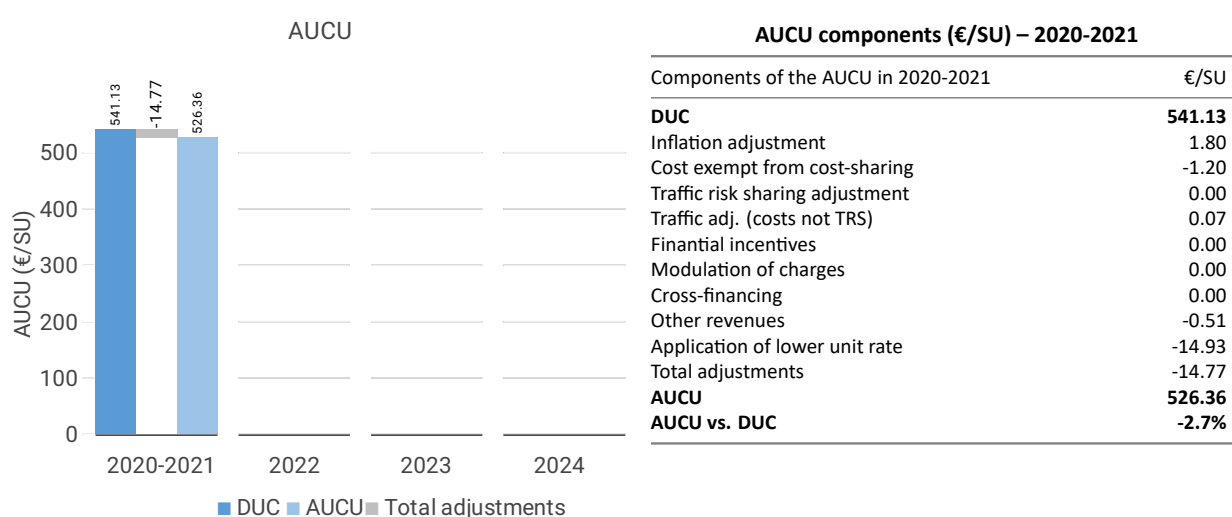 AUCU
541.13
-14.77
526.36
AUCU (€/SU)
500
400
300
200
100
0
2020-2021 2022 2023 2024
DUC AUCU Total adjustments
AUCU components (€/SU) – 2020-2021
Components of the AUCU in 2020-2021 €/SU
DUC 541.13
Inflation adjustment 1.80
Cost exempt from cost-sharing -1.20
Traffic risk sharing adjustment 0.00
Traffic adj. (costs not TRS) 0.07
Finantial incentives 0.00
Modulation of charges 0.00
Cross-financing 0.00
Other revenues -0.51
Application of lower unit rate -14.93
Total adjustments -14.77
AUCU 526.36
AUCU vs. DUC -2.7%